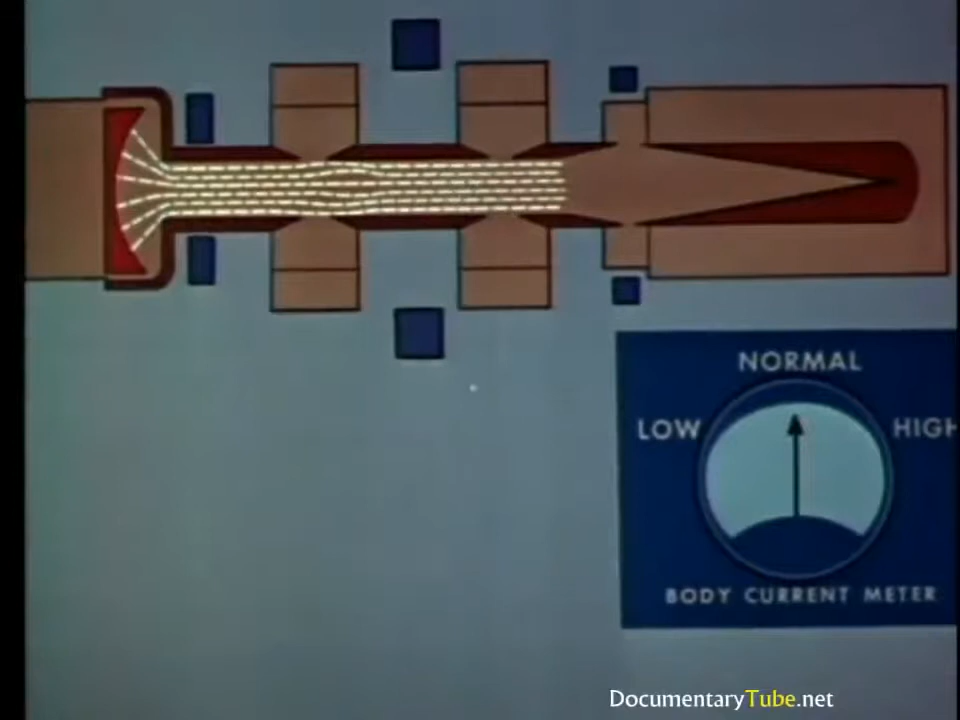 NORMAL
LOW
HIGH
BODY CURRENT METER
DocumentaryTube.net